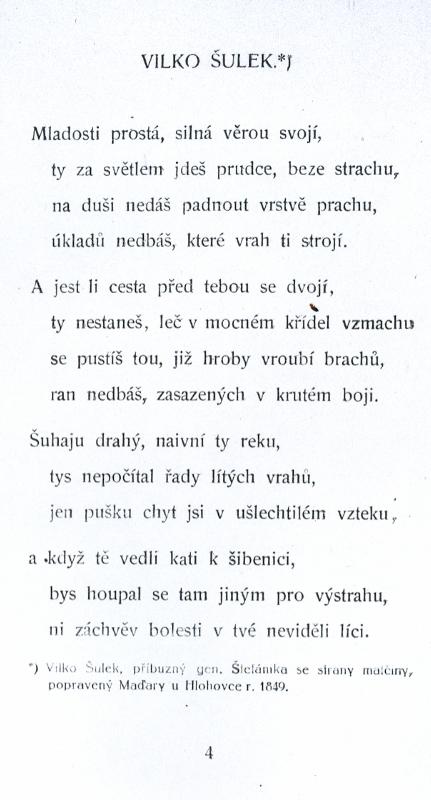 VILKO ŠULEK.*)
Mladosti prostá, silná věrou svojí,
ty za světlem jdeš prudce, beze strachu,
na duši nedáš padnout vrstvě prachu,
úkladů nedbáš, které vrah ti strojí.
A jest li cesta před tebou se dvojí,
ty nestaneš, leč v mocném křídel vzmachu
se pustíš tou, již hroby vroubí brachů,
ran nedbáš, zasazených v krutém boji.
Šuhaju drahý, naivní ty reku,
tys nepočítal řady lítých vrahů,
jen pušku chyt jsi v ušlechtilém vzteku,
a když tě vedli kati k šibenici,
bys houpal se tam jiným pro výstrahu,
ni záchvěv bolesti v tvé neviděli líci.
*) Vilko Šulek, příbuzný gen. Štefánika se strany matčiny,
popravený Maďary u Hlohovce r. 1849.
4